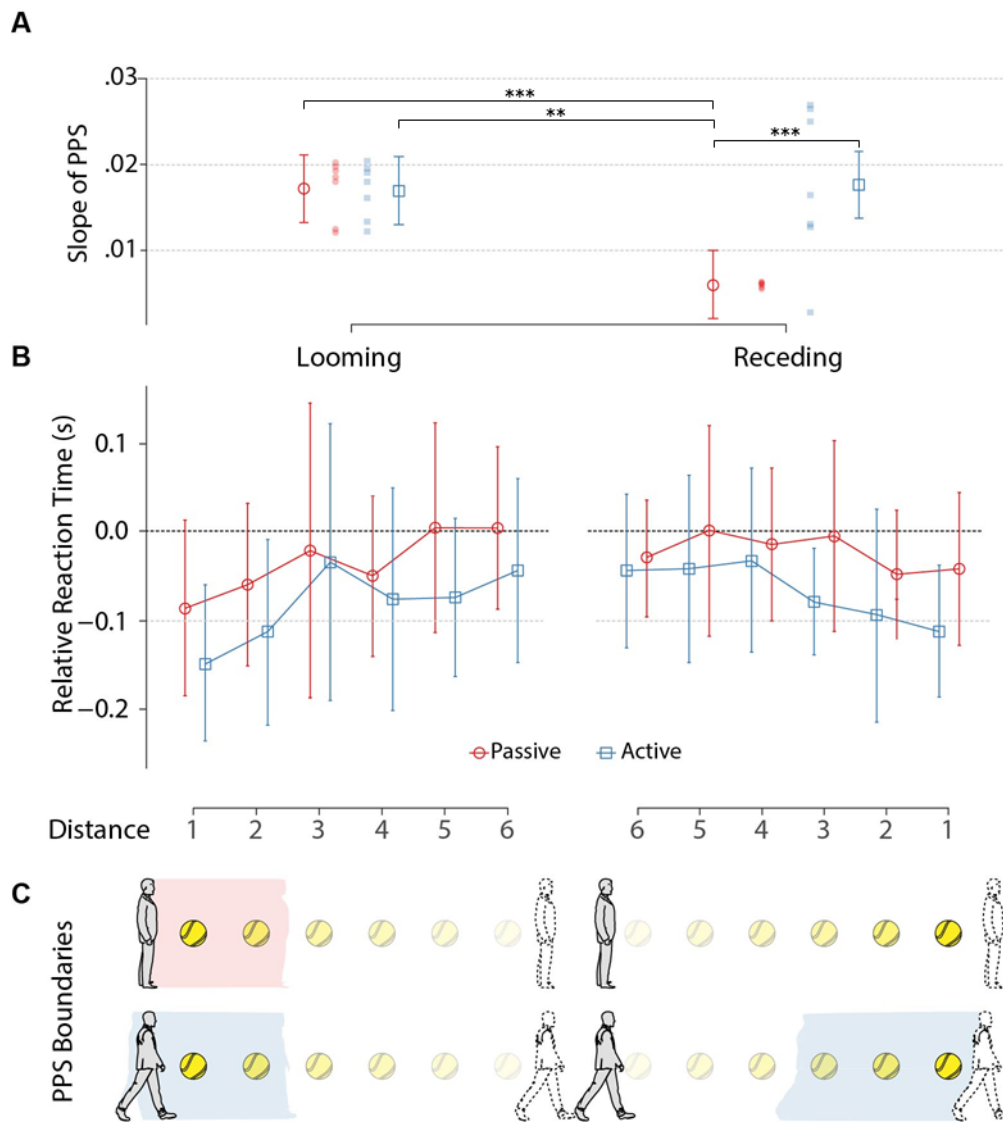 A
.03
***
**
***
.02
.01
Slope of PPS
Looming
Receding
B
0.1
0.0
−0.1
−0.2
Relative Reaction Time (s)
Passive
Active
Distance
1 2 3 4 5 6
6 5 4 3 2 1
C
PPS Boundaries